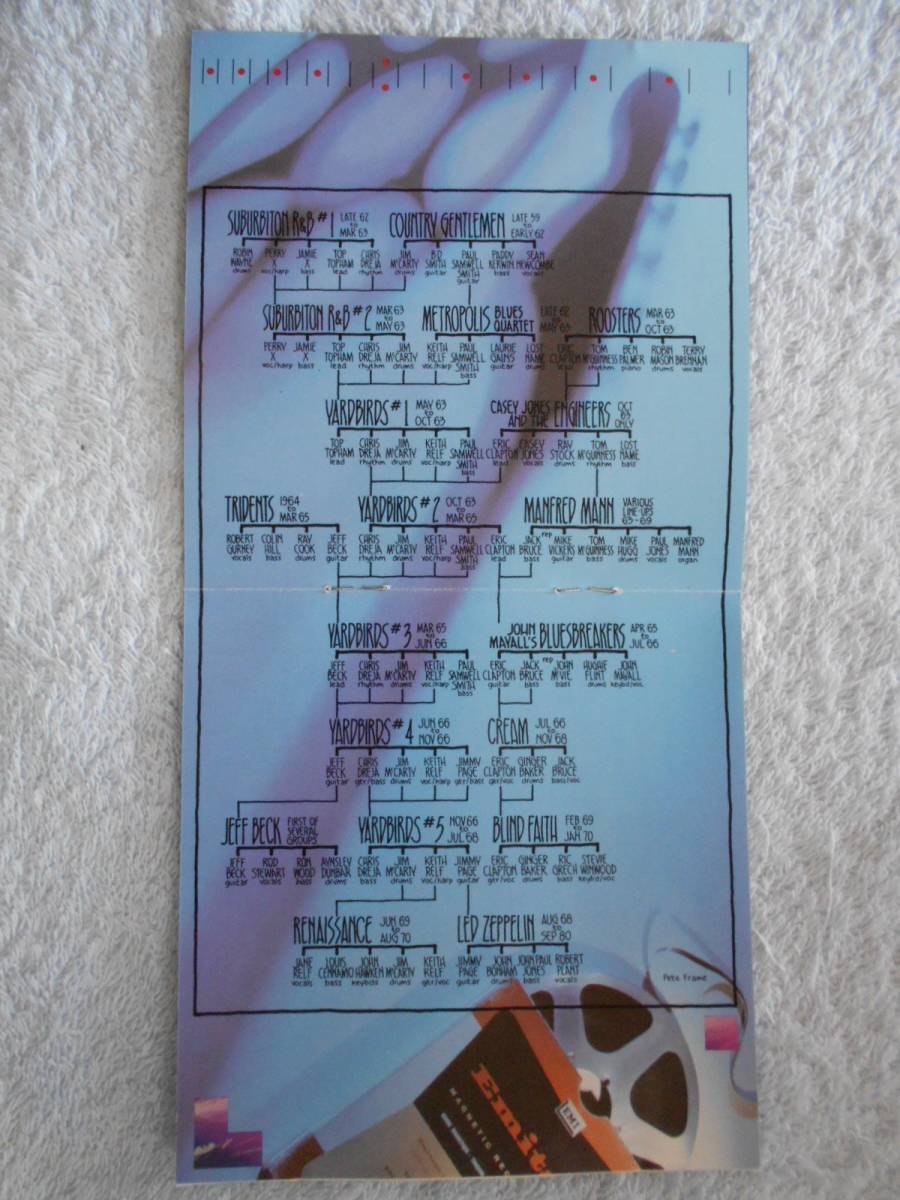 SUBURBITON R&B #1 LATE 62 to MAR 63
ROBIN WAYNE drums PERRY X voc/harp JAMIE X bass TOP TOPHAM lead CHRIS DREJA rhythm
COUNTRY GENTLEMEN LATE 59 to EARLY 62
JIM McCARTY drums B.D. SMITH guitar PAUL SAMWELL SMITH guitar PADDY KERWIN bass SEAN NEWCOMBE vocals
SUBURBITON R&B #2 MAR 63 to MAY 63
PERRY X voc/harp JAMIE X bass TOP TOPHAM lead CHRIS DREJA rhythm JIM McCARTY drums
METROPOLIS BLUES QUARTET LATE 62 to MAY 63
KEITH RELF voc/harp PAUL SAMWELL SMITH bass LAURIE GAINS guitar LOST NAME drums
ROOSTERS MAR 63 to OCT 63
ERIC CLAPTON lead TOM McGUINNESS rhythm BEN PALMER piano ROBIN MASON drums TERRY BRENNAN vocals
YARDBIRDS #1 MAY 63 to OCT 63
TOP TOPHAM lead CHRIS DREJA rhythm JIM McCARTY drums KEITH RELF voc/harp PAUL SAMWELL SMITH bass
CASEY JONES AND THE ENGINEERS OCT 63 ONLY
ERIC CLAPTON lead CASEY JONES vocals RAY STOCK drums TOM McGUINNESS rhythm LOST NAME bass
TRIDENTS 1964 to MAR 65
ROBERT GURNEY vocals COLIN HILL bass RAY COOK drums JEFF BECK guitar
YARDBIRDS #2 OCT 63 to MAR 65
CHRIS DREJA rhythm JIM McCARTY drums KEITH RELF voc/harp PAUL SAMWELL SMITH bass ERIC CLAPTON lead
MANFRED MANN VARIOUS LINE-UPS 63-69
JACK BRUCE rep MIKE VICKERS guitar TOM McGUINNESS bass MIKE HUGG drums PAUL JONES vocals MANFRED MANN organ
YARDBIRDS #3 MAR 65 to JUN 66
JEFF BECK lead CHRIS DREJA rhythm JIM McCARTY drums KEITH RELF voc/harp PAUL SAMWELL SMITH bass
JOHN MAYALL'S BLUESBREAKERS APR 65 to JUL 66
ERIC CLAPTON guitar JACK BRUCE bass rep JOHN McVIE bass HUGHIE FLINT drums JOHN MAYALL keybd/voc
YARDBIRDS #4 JUN 66 to NOV 66
JEFF BECK guitar CHRIS DREJA gtr/bass JIM McCARTY drums KEITH RELF voc/harp JIMMY PAGE gtr/bass
CREAM JUL 66 to NOV 68
ERIC CLAPTON gtr/voc GINGER BAKER drums JACK BRUCE bass/voc
JEFF BECK FIRST OF SEVERAL GROUPS
JEFF BECK guitar ROD STEWART vocals RON WOOD bass AYNSLEY DUNBAR drums
YARDBIRDS #5 NOV 66 to JUL 68
CHRIS DREJA bass JIM McCARTY drums KEITH RELF voc/harp JIMMY PAGE guitar
BLIND FAITH FEB 69 to JAN 70
ERIC CLAPTON gtr/voc GINGER BAKER drums RIC GRECH bass STEVIE WINWOOD keybd/voc
RENAISSANCE JUN 69 to AUG 70
JANE RELF vocals LOUIS CENNAMO bass JOHN HAWKEN keybds JIM McCARTY drums KEITH RELF gtr/voc
LED ZEPPELIN AUG 68 to SEP 80
JIMMY PAGE guitar JOHN BONHAM drums JOHN PAUL JONES bass ROBERT PLANT vocals
Pete Frame
EMI
MAGNETIC